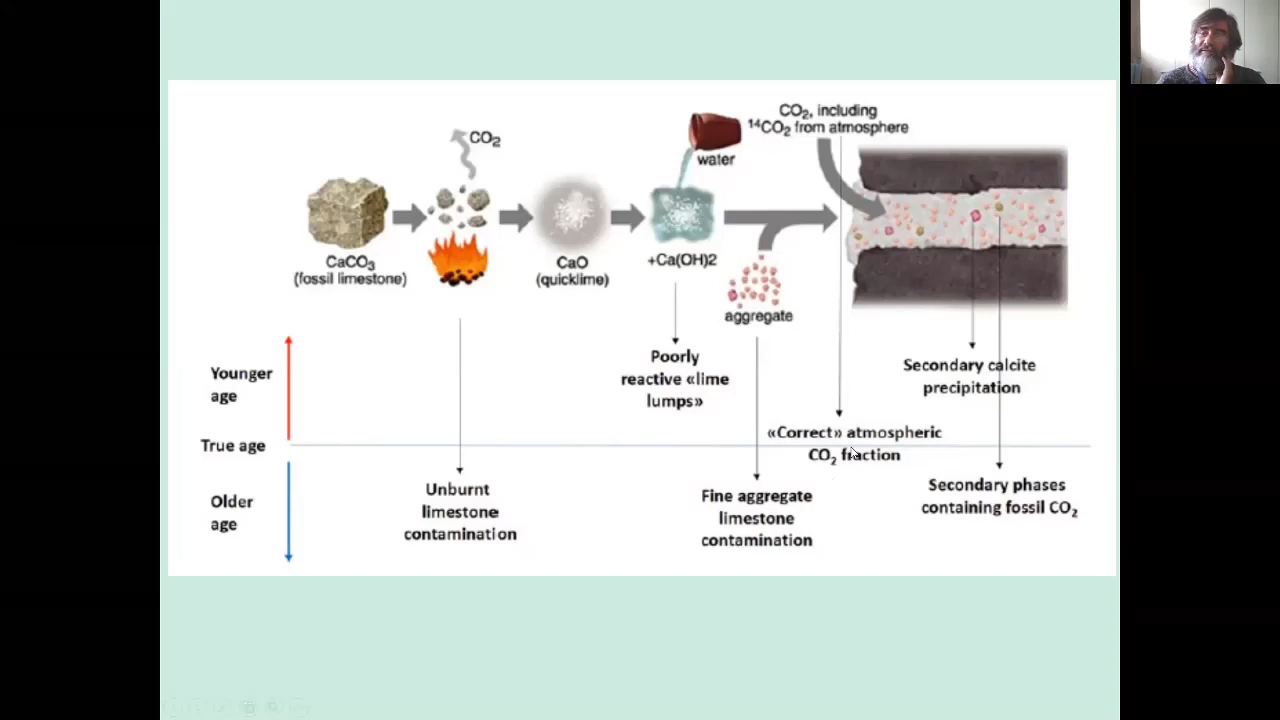 CO2
CO2, including
14CO2 from atmosphere
water
CaCO3
(fossil limestone)
CaO
(quicklime)
+Ca(OH)2
aggregate
Younger
age
True age
Older
age
Unburnt
limestone
contamination
Poorly
reactive «lime
lumps»
Fine aggregate
limestone
contamination
«Correct» atmospheric
CO2 fraction
Secondary calcite
precipitation
Secondary phases
containing fossil CO2